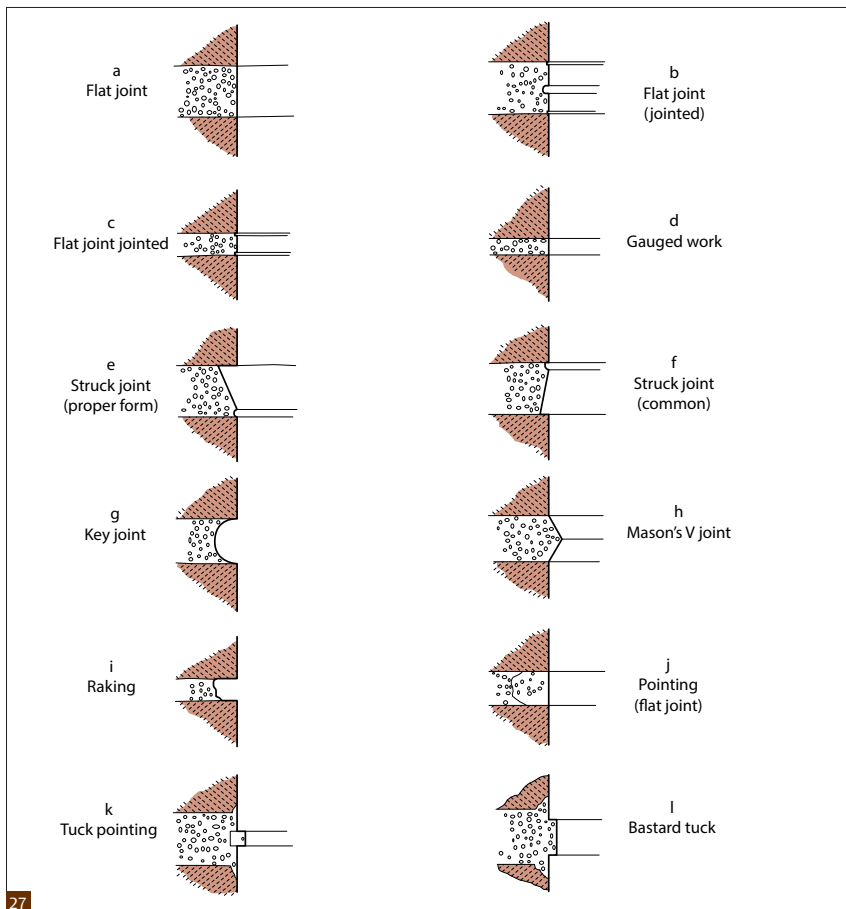 a
Flat joint
b
Flat joint
(jointed)
c
Flat joint jointed
d
Gauged work
e
Struck joint
(proper form)
f
Struck joint
(common)
g
Key joint
h
Mason’s V joint
i
Raking
j
Pointing
(flat joint)
k
Tuck pointing
l
Bastard tuck
27